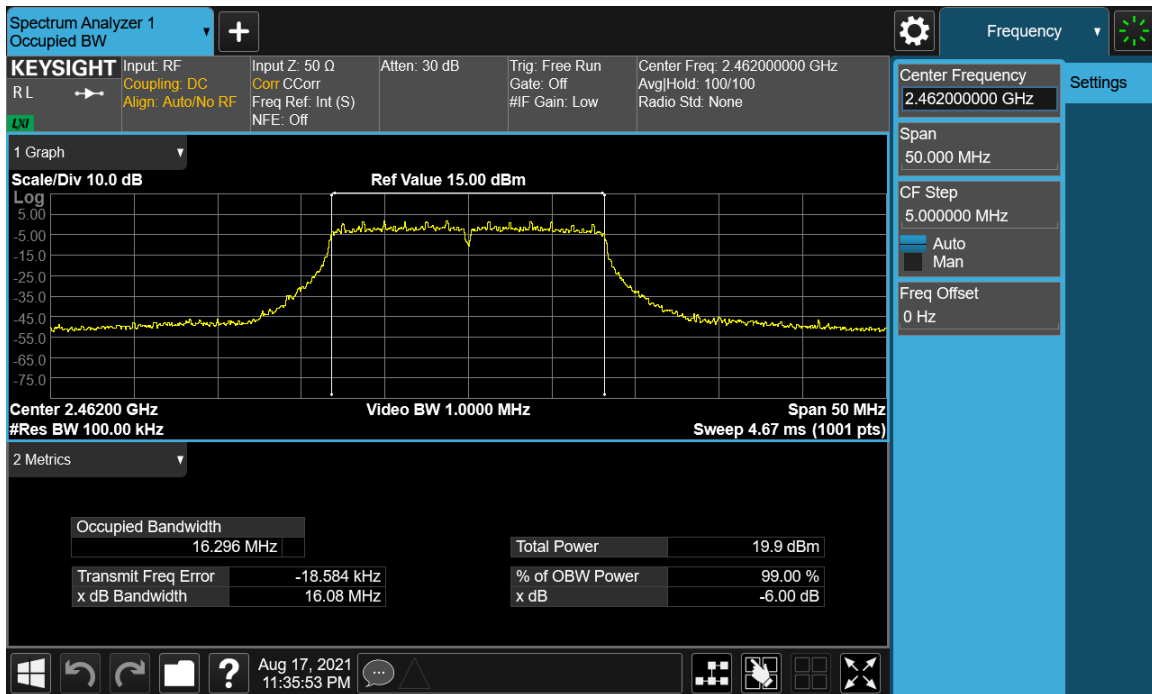 Spectrum Analyzer 1
Occupied BW
+
Frequency
KEYSIGHT
R L
LXI
Input: RF
Coupling: DC
Align: Auto/No RF
Input Z: 50 Ω
Corr CCorr
Freq Ref: Int (S)
NFE: Off
Atten: 30 dB
Trig: Free Run
Gate: Off
#IF Gain: Low
Center Freq: 2.462000000 GHz
Avg|Hold: 100/100
Radio Std: None
Center Frequency
2.462000000 GHz
Settings
Span
50.000 MHz
CF Step
5.000000 MHz
Auto
Man
Freq Offset
0 Hz
1 Graph
Scale/Div 10.0 dB
Ref Value 15.00 dBm
Log
5.00
-5.00
-15.0
-25.0
-35.0
-45.0
-55.0
-65.0
-75.0
Center 2.46200 GHz
Video BW 1.0000 MHz
Span 50 MHz
#Res BW 100.00 kHz
Sweep 4.67 ms (1001 pts)
2 Metrics
Occupied Bandwidth
16.296 MHz
Total Power 19.9 dBm
Transmit Freq Error -18.584 kHz
% of OBW Power 99.00 %
x dB Bandwidth 16.08 MHz
x dB -6.00 dB
?
Aug 17, 2021
11:35:53 PM